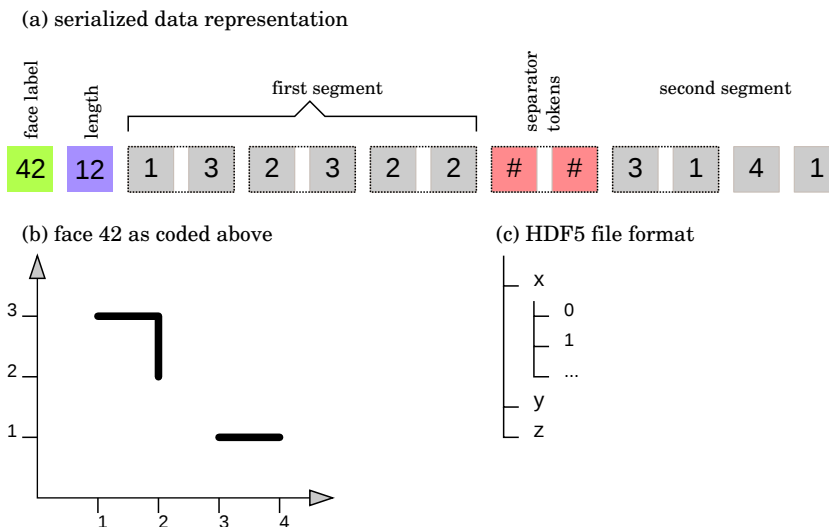 (a) serialized data representation
face label
length
first segment
separator
tokens
second segment
42 12 1 3 2 3 2 2 # # 3 1 4 1
(b) face 42 as coded above
3
2
1
1 2 3 4
(c) HDF5 file format
x
0
1
...
y
z